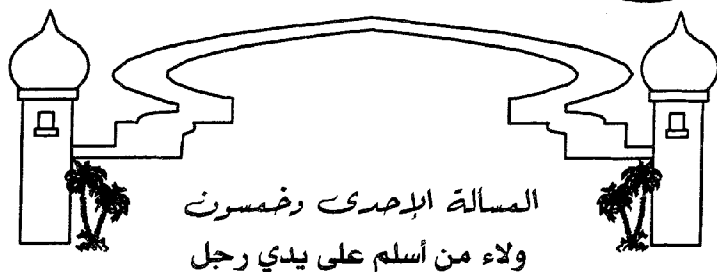 المسألة الإحدى وخمسون
ولاء من أسلم على يدي رجل